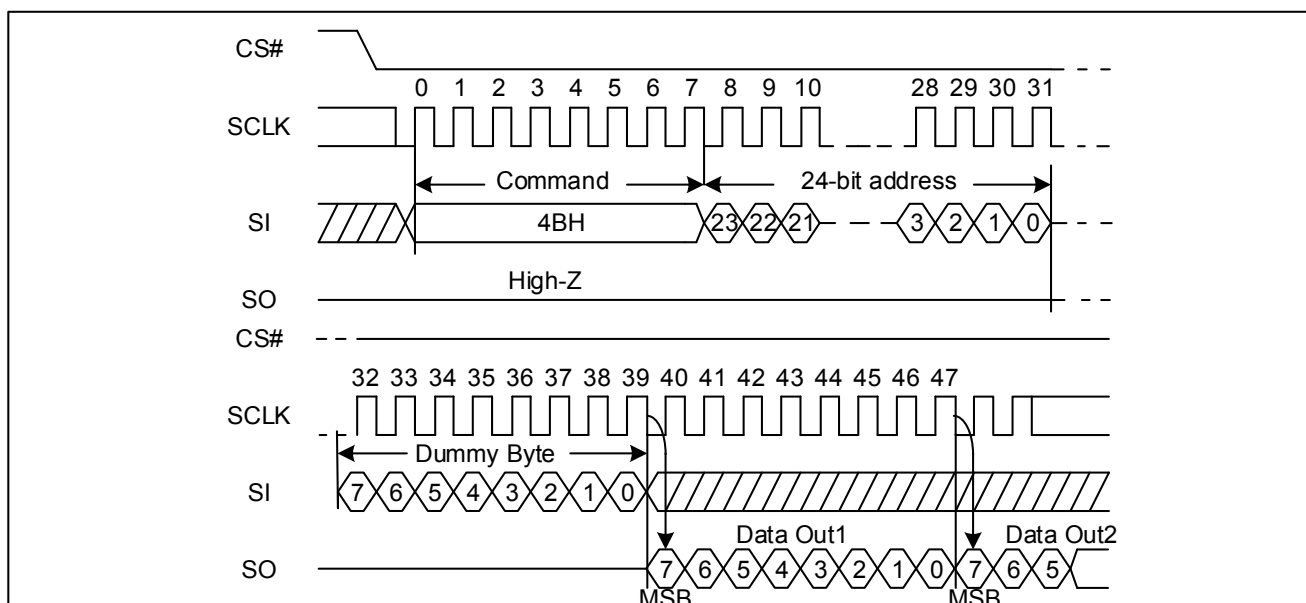 CS#
0 1 2 3 4 5 6 7 8 9 10 28 29 30 31
SCLK
Command 24-bit address
SI 4BH 23 22 21 3 2 1 0
High-Z
SO
CS#
32 33 34 35 36 37 38 39 40 41 42 43 44 45 46 47
SCLK
Dummy Byte
SI 7 6 5 4 3 2 1 0
Data Out1 Data Out2
SO 7 6 5 4 3 2 1 0 7 6 5
MSB MSB